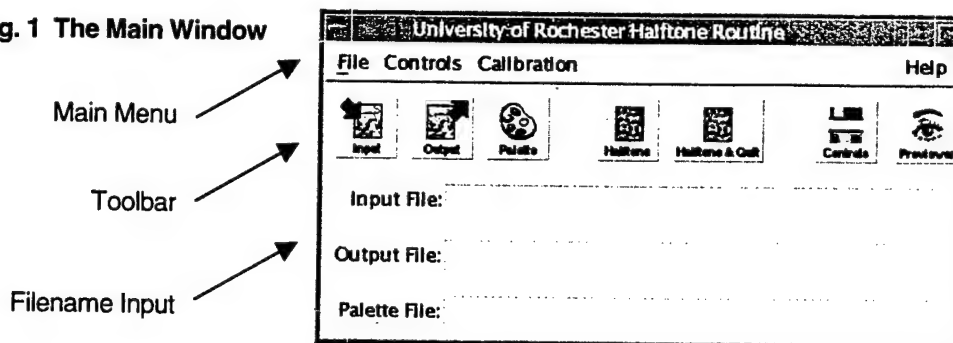 g. 1 The Main Window
University of Rochester Halftone Routine
File Controls Calibration Help
Main Menu
Input Output Palette Halftone Halftone & Quit Controls Preview
Toolbar
Input File:
Output File:
Filename Input
Palette File: